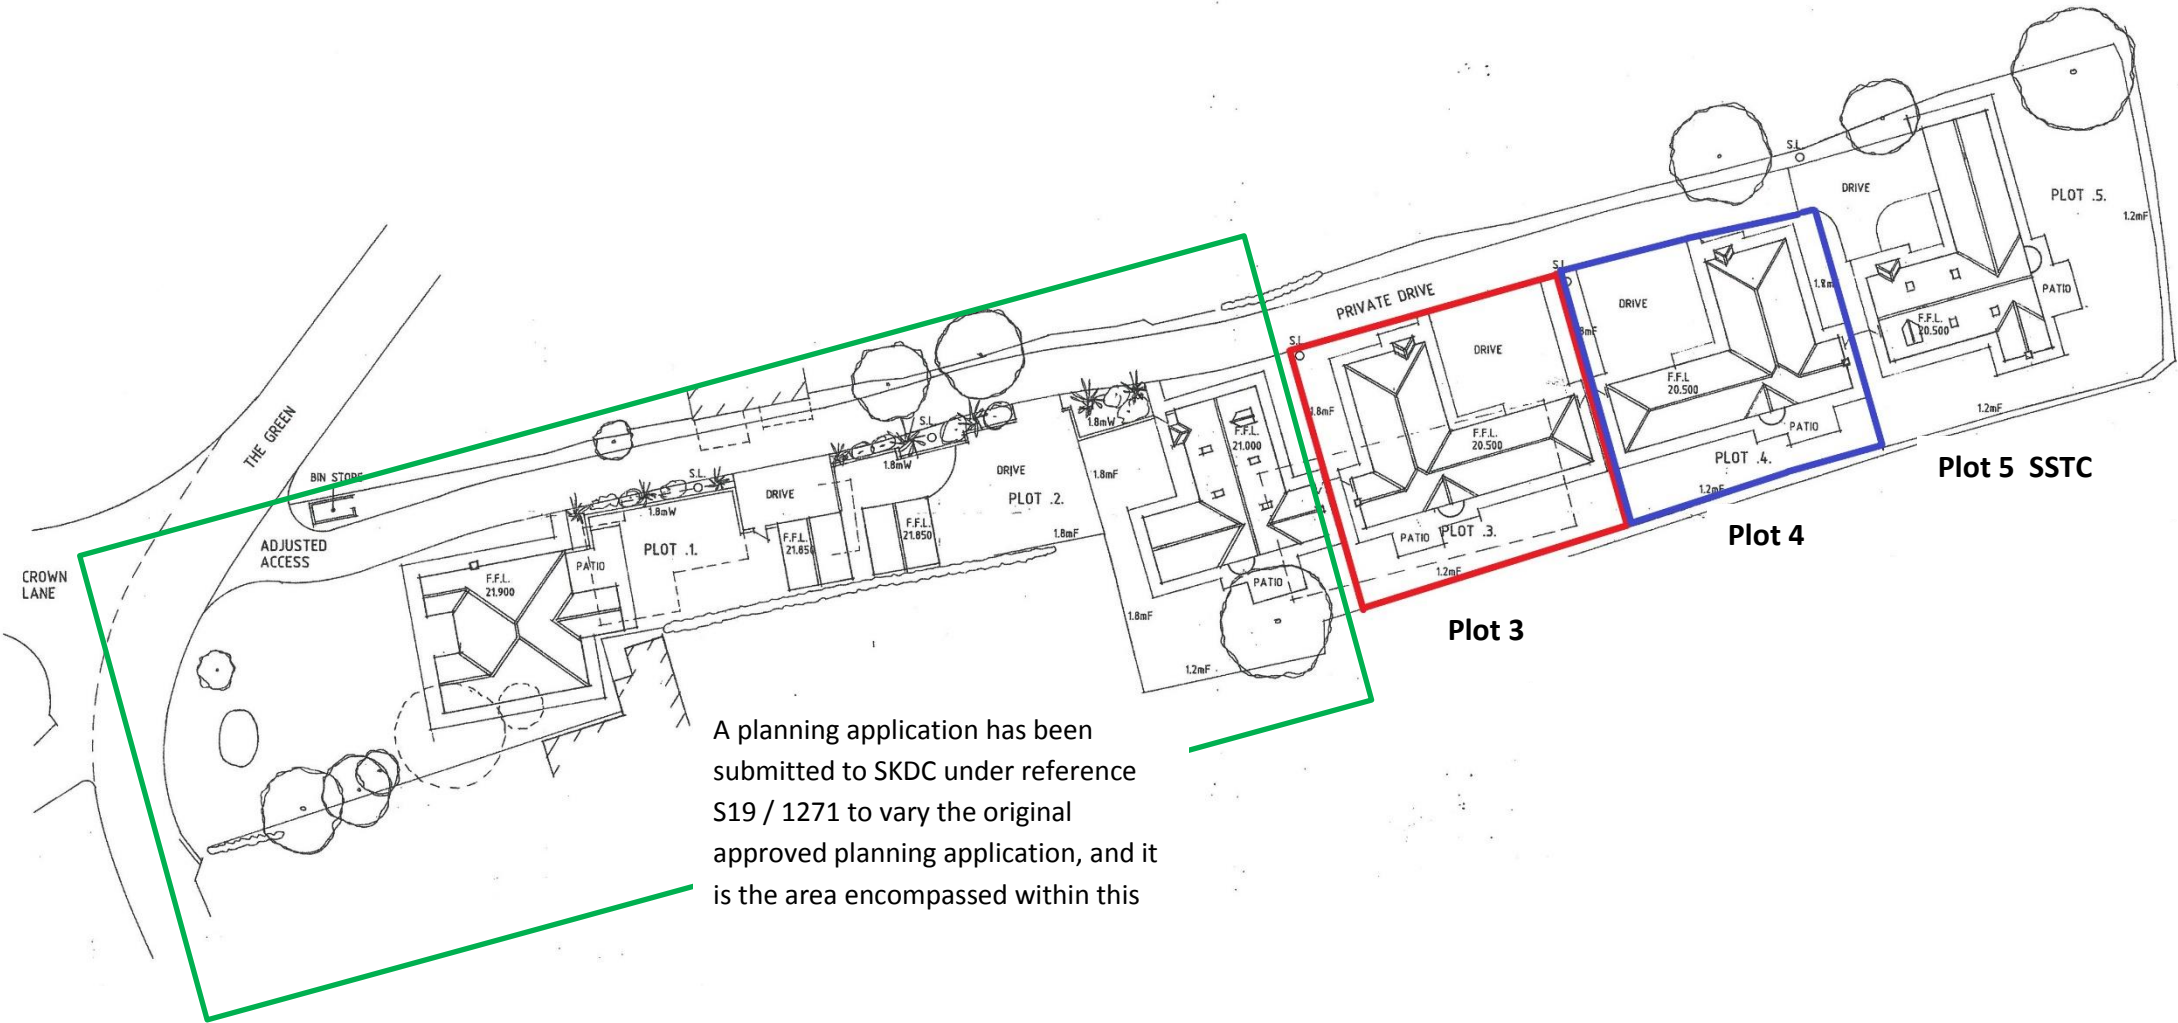 THE GREEN
BIN STORE
ADJUSTED
ACCESS
CROWN
LANE
F.F.L.
21.900
PATIO
PLOT .1.
1.8mW
S.L.
DRIVE
F.F.L.
21.850
F.F.L.
21.850
1.8mW
S.L.
DRIVE
PLOT .2.
1.8mF
1.8mW
1.8mF
F.F.L.
21.000
PATIO
1.8mF
1.2mF
PRIVATE DRIVE
S.L
1.8mF
DRIVE
F.F.L.
20.500
PATIO
PLOT .3.
1.2mF
S.L
8mF
DRIVE
F.F.L
20.500
1.8m
PATIO
PLOT .4.
1.2mF
S.L.
DRIVE
PLOT .5.
1.2mF
PATIO
F.F.L.
20.500
1.2mF
Plot 5 SSTC
Plot 4
Plot 3
A planning application has been
submitted to SKDC under reference
S19 / 1271 to vary the original
approved planning application, and it
is the area encompassed within this